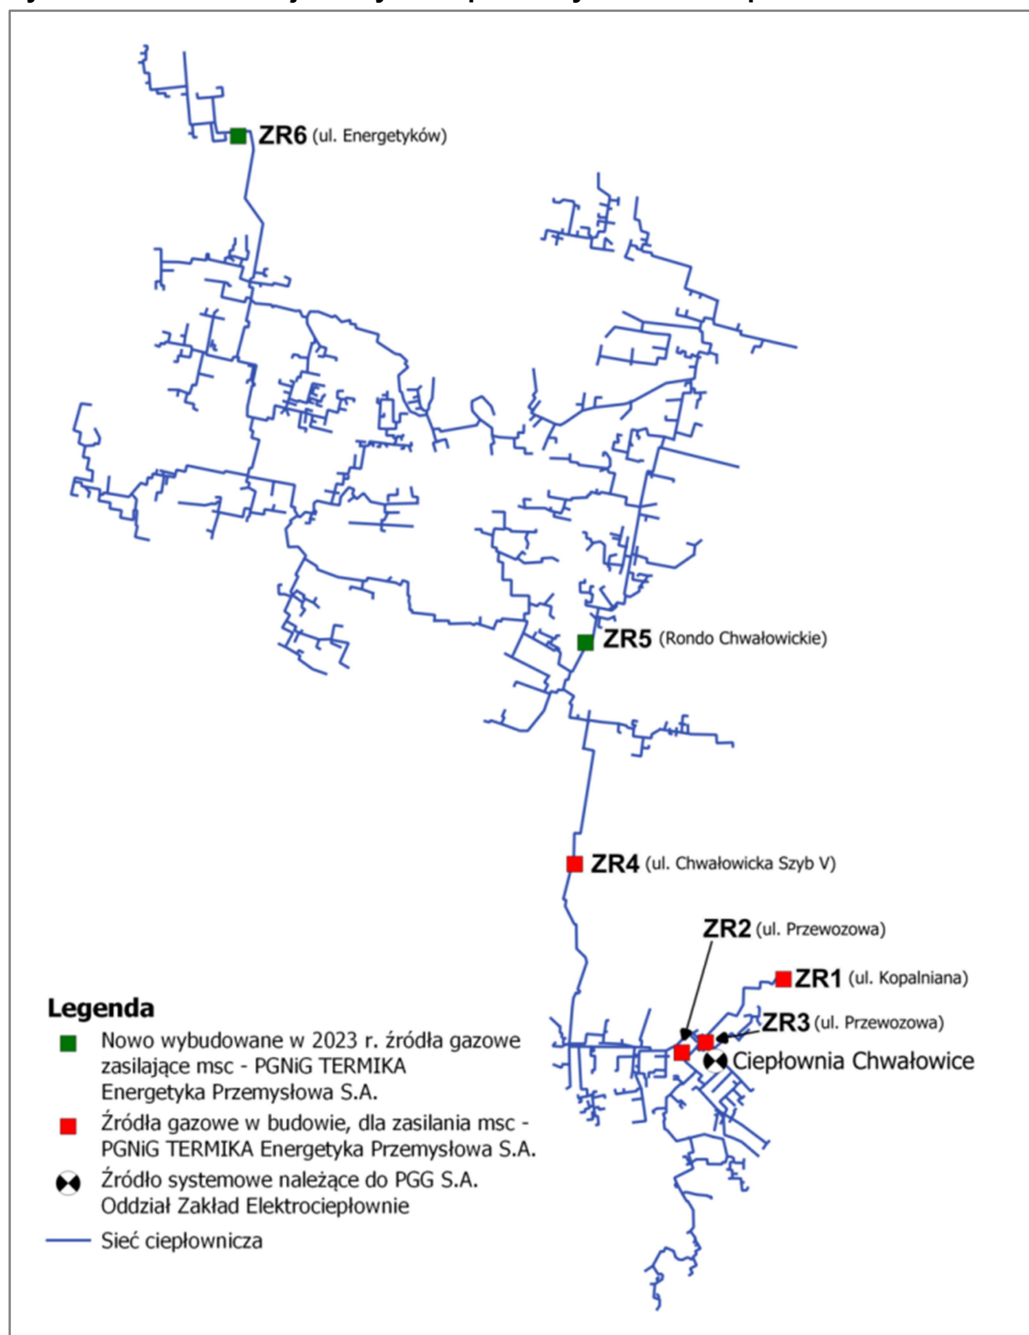 ZR6 (ul. Energetyków)
ZR5 (Rondo Chwałowickie)
ZR4 (ul. Chwałowicka Szyb V)
ZR2 (ul. Przewozowa)
ZR1 (ul. Kopalniana)
ZR3 (ul. Przewozowa)
Ciepłownia Chwałowice
Legenda
Nowo wybudowane w 2023 r. źródła gazowe
zasilające msc - PGNiG TERMIKA
Energetyka Przemysłowa S.A.
Źródła gazowe w budowie, dla zasilania msc -
PGNiG TERMIKA Energetyka Przemysłowa S.A.
Źródło systemowe należące do PGG S.A.
Oddział Zakład Elektrociepłownie
Sieć ciepłownicza